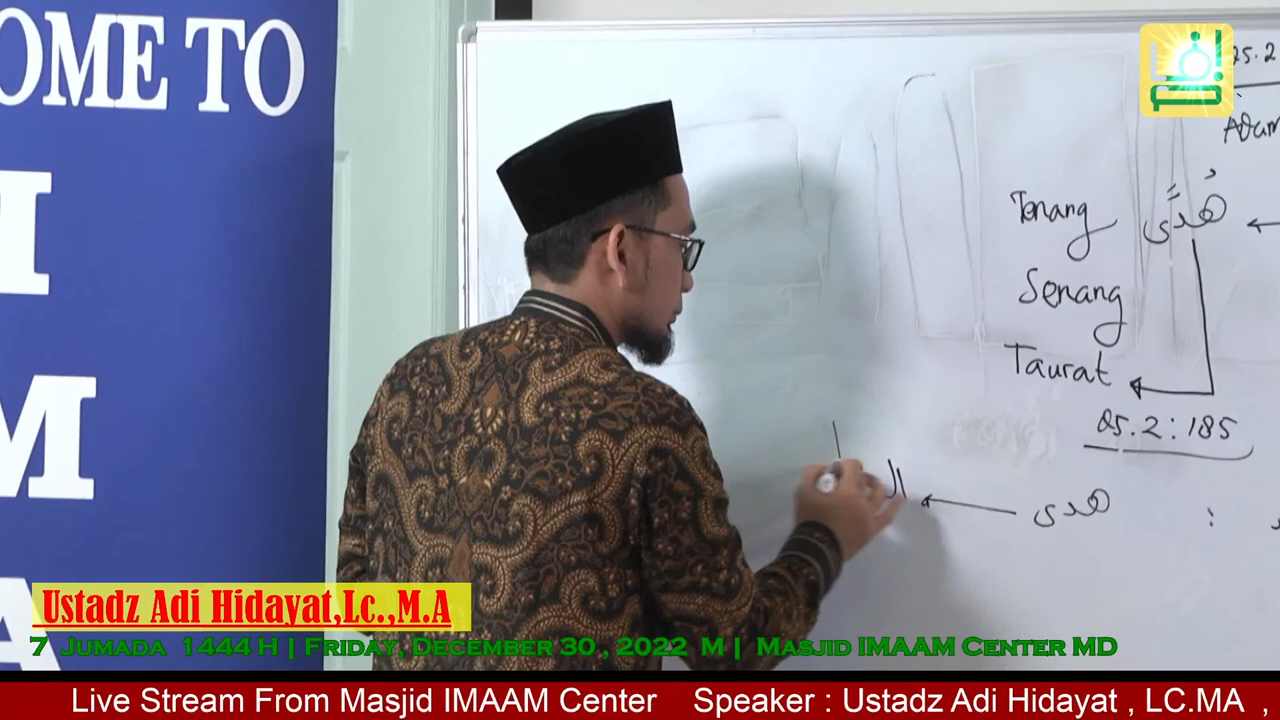 OME TO
I
M
A
Adam
Tenang
هُدًى
Senang
Taurat
QS.2:185
ال
هدى
:
Ustadz Adi Hidayat,Lc.,M.A
7 Jumada 1444 H | Friday, December 30 , 2022 M | Masjid IMAAM Center MD
Live Stream From Masjid IMAAM Center Speaker : Ustadz Adi Hidayat , LC.MA ,